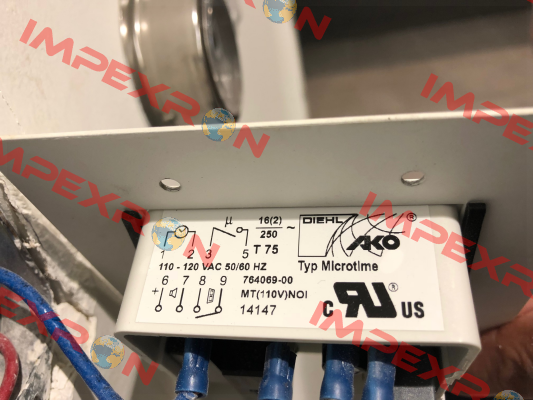 IMPEXRON
IMPEXRON
IMPEXRON
IMPEXRON
IMPEXRON
μ 16(2) ~ DIEHL ®
250 AKO
1 2 3 5 T 75
110 - 120 VAC 50/60 HZ Typ Microtime
6 7 8 9 764069-00
+ MT(110V)NOI C RU ® US
14147